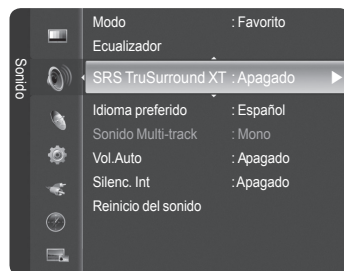 Sonido
Modo : Favorito
Ecualizador
SRS TruSurround XT : Apagado
Idioma preferido : Español
Sonido Multi-track : Mono
Vol.Auto : Apagado
Silenc. Int :Apagado
Reinicio del sonido